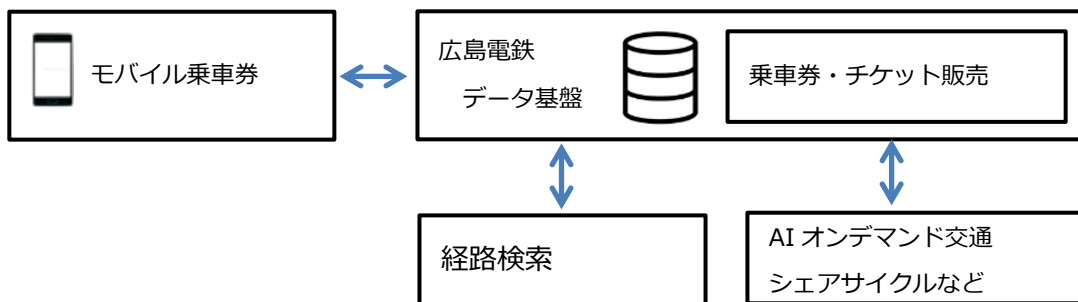 モバイル乗車券
広島電鉄
データ基盤
乗車券・チケット販売
経路検索
AI オンデマンド交通
シェアサイクルなど